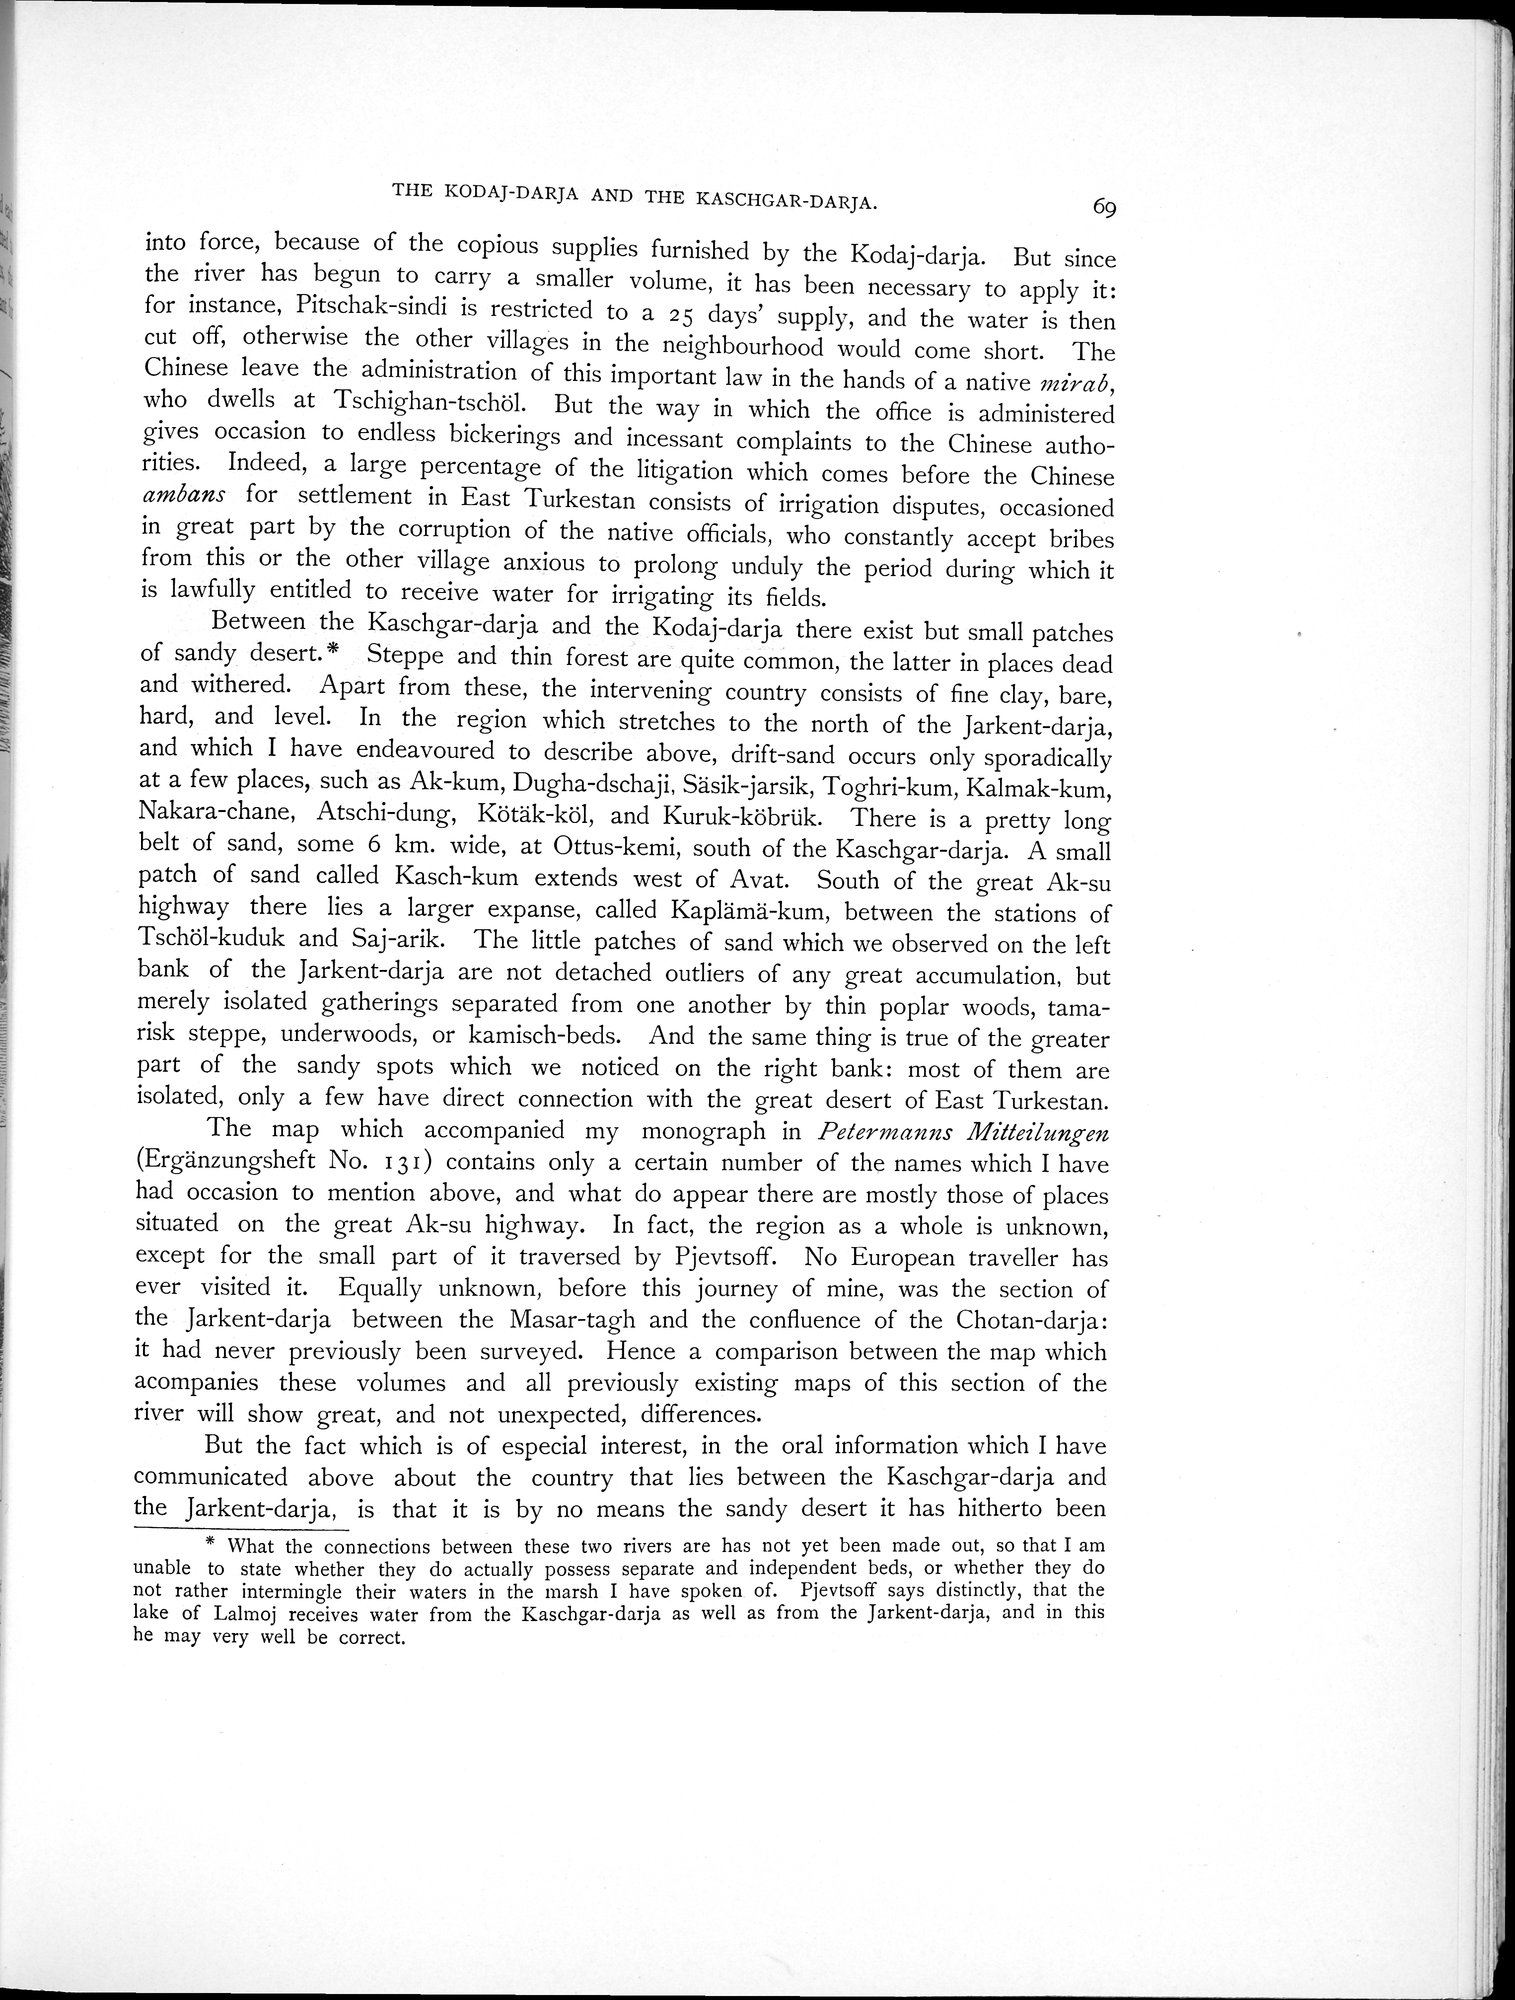 THE KODAJ-DARJA AND THE KASCHGAR-DARJA. 69
into force, because of the copious supplies furnished by the Kodaj-darja. But since
the river has begun to carry a smaller volume, it has been necessary to apply it:
for instance, Pitschak-sindi is restricted to a 25 days' supply, and the water is then
cut off, otherwise the other villages in the neighbourhood would come short. The
Chinese leave the administration of this important law in the hands of a native mirab,
who dwells at Tschighan-tschöl. But the way in which the office is administered
gives occasion to endless bickerings and incessant complaints to the Chinese autho-
rities. Indeed, a large percentage of the litigation which comes before the Chinese
ambans for settlement in East Turkestan consists of irrigation disputes, occasioned
in great part by the corruption of the native officials, who constantly accept bribes
from this or the other village anxious to prolong unduly the period during which it
is lawfully entitled to receive water for irrigating its fields.
Between the Kaschgar-darja and the Kodaj-darja there exist but small patches
of sandy desert.* Steppe and thin forest are quite common, the latter in places dead
and withered. Apart from these, the intervening country consists of fine clay, bare,
hard, and level. In the region which stretches to the north of the Jarkent-darja,
and which I have endeavoured to describe above, drift-sand occurs only sporadically
at a few places, such as Ak-kum, Dugha-dschaji, Säsik-jarsik, Toghri-kum, Kalmak-kum,
Nakara-chane, Atschi-dung, Kötäk-köl, and Kuruk-köbrük. There is a pretty long
belt of sand, some 6 km. wide, at Ottus-kemi, south of the Kaschgar-darja. A small
patch of sand called Kasch-kum extends west of Avat. South of the great Ak-su
highway there lies a larger expanse, called Kaplämä-kum, between the stations of
Tschöl-kuduk and Saj-arik. The little patches of sand which we observed on the left
bank of the Jarkent-darja are not detached outliers of any great accumulation, but
merely isolated gatherings separated from one another by thin poplar woods, tama-
risk steppe, underwoods, or kamisch-beds. And the same thing is true of the greater
part of the sandy spots which we noticed on the right bank: most of them are
isolated, only a few have direct connection with the great desert of East Turkestan.
The map which accompanied my monograph in Petermanns Mitteilungen
(Ergänzungsheft No. 131) contains only a certain number of the names which I have
had occasion to mention above, and what do appear there are mostly those of places
situated on the great Ak-su highway. In fact, the region as a whole is unknown,
except for the small part of it traversed by Pjevtsoff. No European traveller has
ever visited it. Equally unknown, before this journey of mine, was the section of
the Jarkent-darja between the Masar-tagh and the confluence of the Chotan-darja:
it had never previously been surveyed. Hence a comparison between the map which
acompanies these volumes and all previously existing maps of this section of the
river will show great, and not unexpected, differences.
But the fact which is of especial interest, in the oral information which I have
communicated above about the country that lies between the Kaschgar-darja and
the Jarkent-darja, is that it is by no means the sandy desert it has hitherto been
* What the connections between these two rivers are has not yet been made out, so that I am
unable to state whether they do actually possess separate and independent beds, or whether they do
not rather intermingle their waters in the marsh I have spoken of. Pjevtsoff says distinctly, that the
lake of Lalmoj receives water from the Kaschgar-darja as well as from the Jarkent-darja, and in this
he may very well be correct.